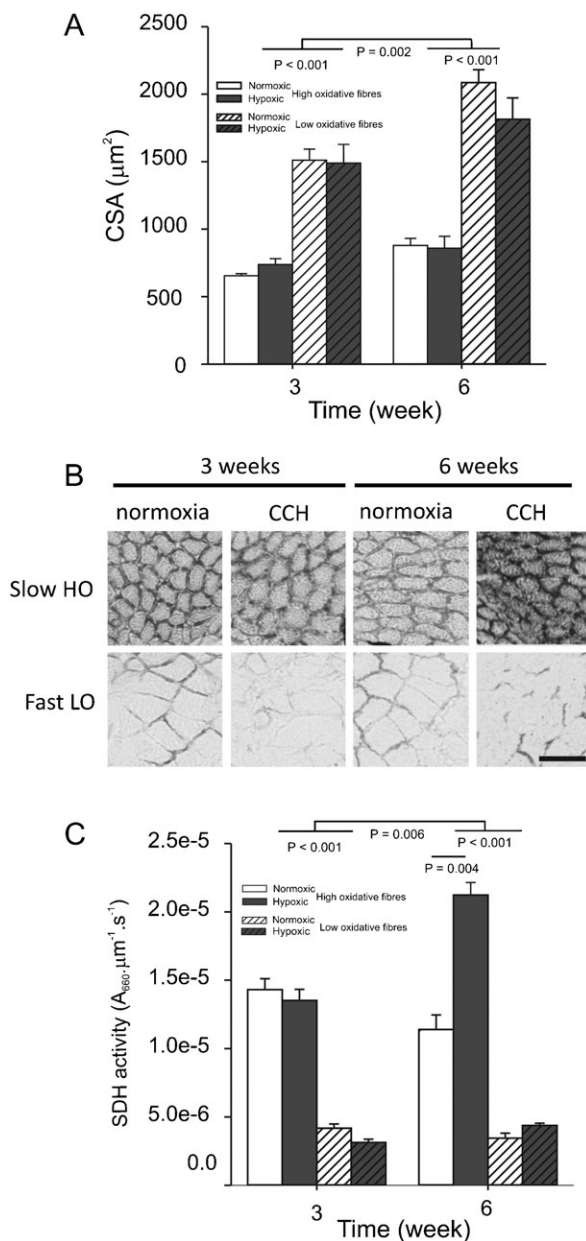 A
2500
2000
1500
1000
500
0
CSA (µm²)
P = 0.002
P < 0.001
P < 0.001
Normoxic
Hypoxic
High oxidative fibres
Normoxic
Hypoxic
Low oxidative fibres
3
6
Time (week)
B
3 weeks
6 weeks
normoxia
CCH
normoxia
CCH
Slow HO
Fast LO
C
2.5e-5
2.0e-5
1.5e-5
1.0e-5
5.0e-6
0.0
SDH activity (A₆₆₀·µm⁻¹.s⁻¹)
P = 0.006
P < 0.001
P < 0.001
P = 0.004
Normoxic
Hypoxic
High oxidative fibres
Normoxic
Hypoxic
Low oxidative fibres
3
6
Time (week)